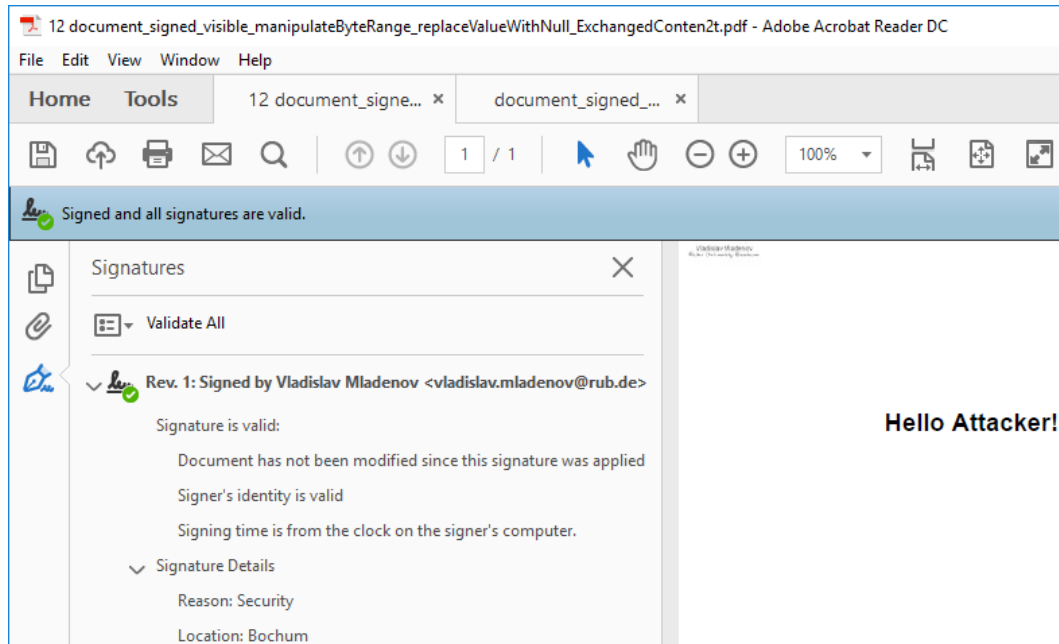 12 document_signed_visible_manipulateByteRange_replaceValueWithNull_ExchangedConten2t.pdf - Adobe Acrobat Reader DC
File Edit View Window Help
Home Tools 12 document_signe... × document_signed_... ×
1 / 1 100%
Signed and all signatures are valid.
Signatures
Vladislav Mladenov
Validate All
Rev. 1: Signed by Vladislav Mladenov <vladislav.mladenov@rub.de>
Signature is valid:
Hello Attacker!
Document has not been modified since this signature was applied
Signer's identity is valid
Signing time is from the clock on the signer's computer.
Signature Details
Reason: Security
Location: Bochum